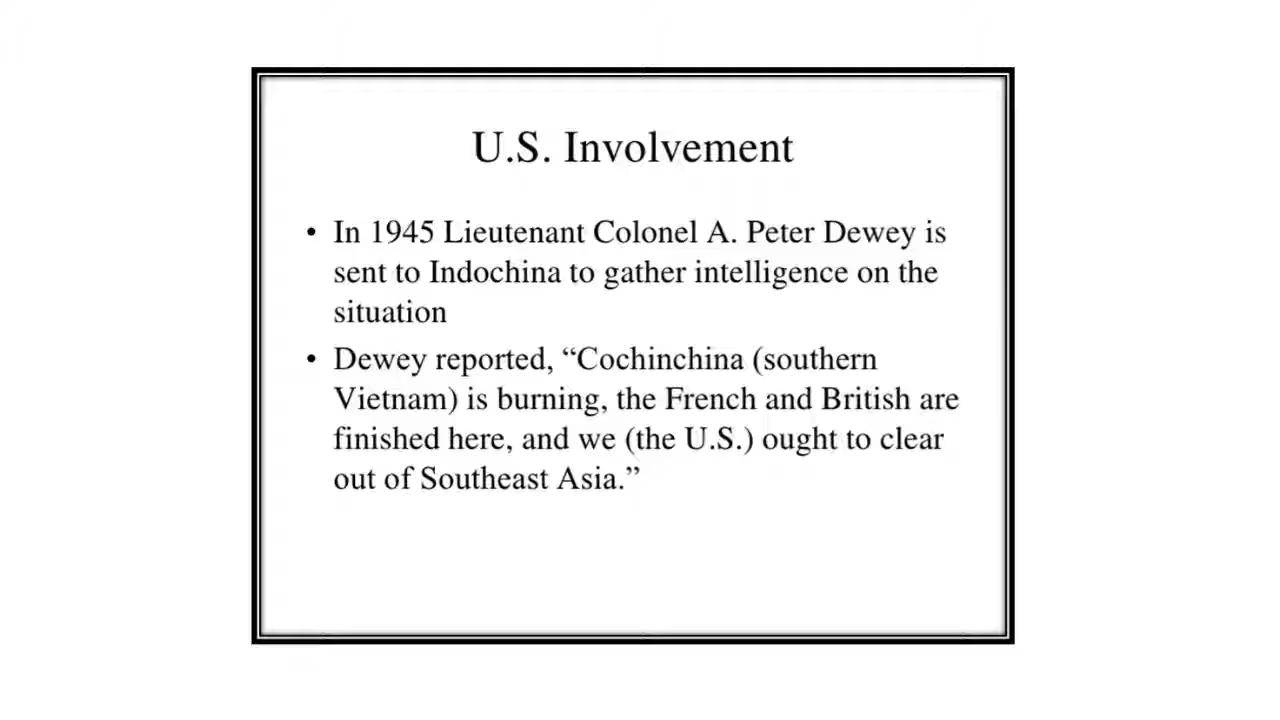 U.S. Involvement
• In 1945 Lieutenant Colonel A. Peter Dewey is
sent to Indochina to gather intelligence on the
situation
• Dewey reported, “Cochinchina (southern
Vietnam) is burning, the French and British are
finished here, and we (the U.S.) ought to clear
out of Southeast Asia.”